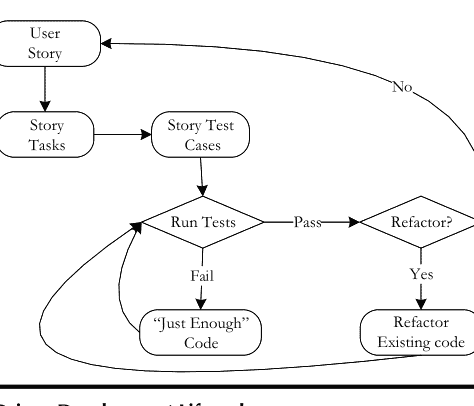 User
Story
No
Story
Tasks
Story Test
Cases
Run Tests
Pass
Refactor?
Fail
Yes
“Just Enough”
Code
Refactor
Existing code